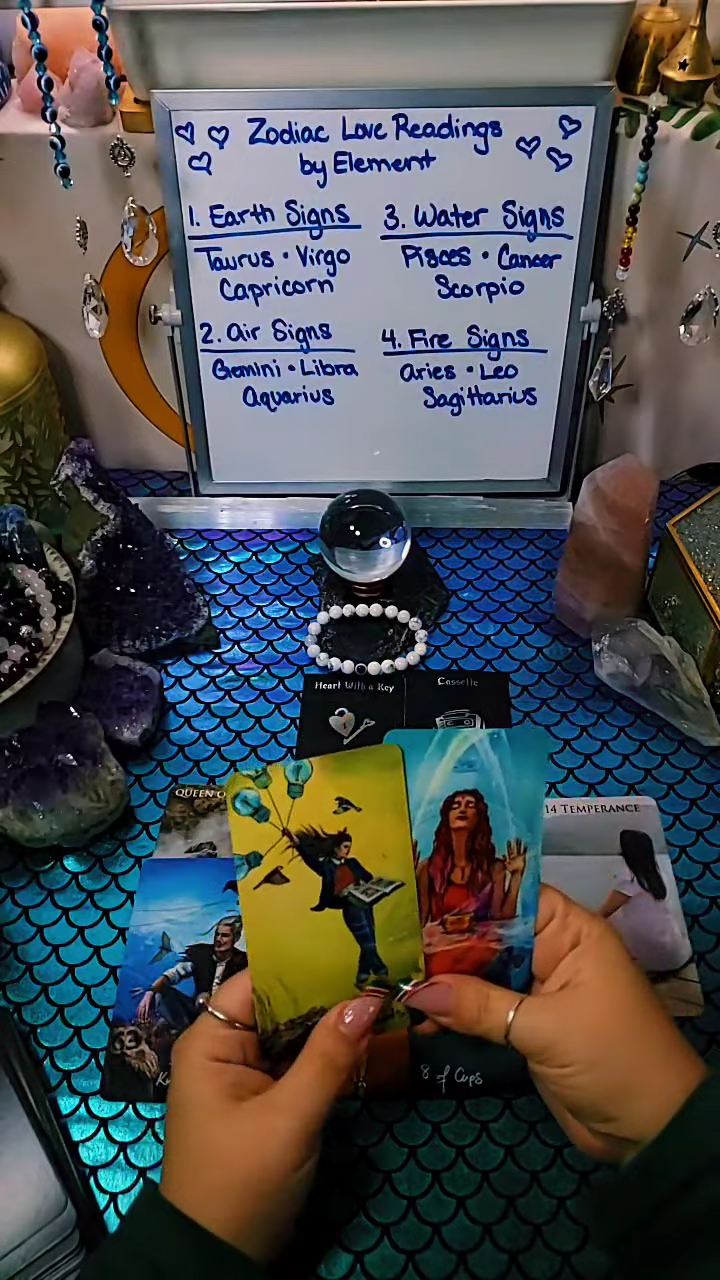 Zodiac Love Readings
by Element
1. Earth Signs
Taurus • Virgo
Capricorn
2. Air Signs
Gemini • Libra
Aquarius
3. Water Signs
Pisces • Cancer
Scorpio
4. Fire Signs
Aries • Leo
Sagittarius
Heart With a Key
Cassette
QUEEN O
14 TEMPERANCE
8 of Cups